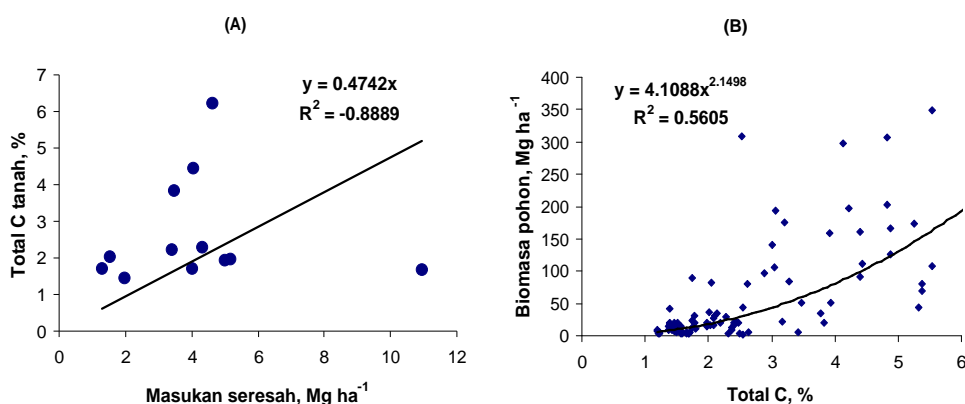 (A)
y = 0.4742x
R² = -0.8889
Total C tanah, %
7
6
5
4
3
2
1
0
0 2 4 6 8 10 12
Masukan seresah, Mg ha⁻¹
(B)
y = 4.1088x²·¹⁴⁹⁸
R² = 0.5605
Biomasa pohon, Mg ha⁻¹
400
350
300
250
200
150
100
50
0
0 1 2 3 4 5 6
Total C, %